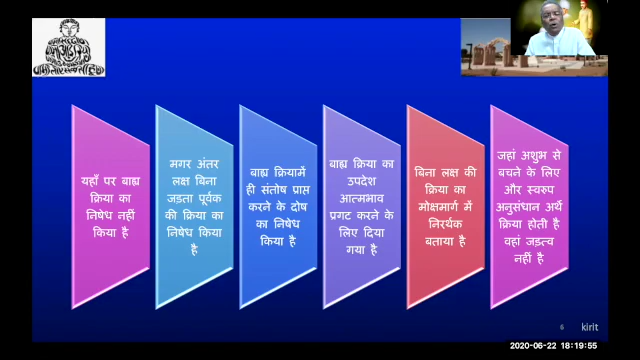 यहाँ पर बाह्य
क्रिया का
निषेध नहीं
किया है
मगर अंतर
लक्ष बिना
जड़ता पूर्वक
की क्रिया का
निषेध किया
है
बाह्य क्रियामें
ही संतोष प्राप्त
करने के दोष
का निषेध
किया है
बाह्य क्रिया का
उपदेश
आत्मभाव
प्रगट करने के
लिए दिया
गया है
बिना लक्ष की
क्रिया का
मोक्षमार्ग में
निरर्थक
बताया है
जहां अशुभ से
बचने के लिए
और स्वरुप
अनुसंधान अर्थे
क्रिया होती है
वहां जड़त्व
नहीं है
6 kirit
2020-06-22 18:19:55